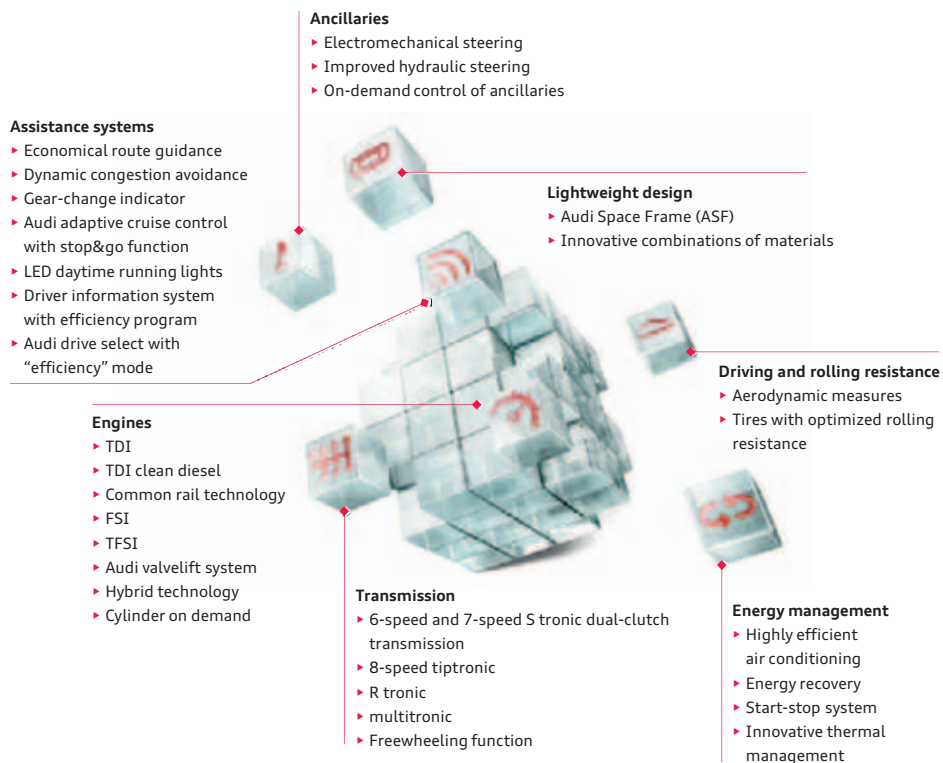 Ancillaries
▸ Electromechanical steering
▸ Improved hydraulic steering
▸ On-demand control of ancillaries
Assistance systems
▸ Economical route guidance
▸ Dynamic congestion avoidance
▸ Gear-change indicator
▸ Audi adaptive cruise control
with stop&go function
▸ LED daytime running lights
▸ Driver information system
with efficiency program
▸ Audi drive select with
“efficiency” mode
Lightweight design
▸ Audi Space Frame (ASF)
▸ Innovative combinations of materials
Driving and rolling resistance
▸ Aerodynamic measures
▸ Tires with optimized rolling
resistance
Engines
▸ TDI
▸ TDI clean diesel
▸ Common rail technology
▸ FSI
▸ TFSI
▸ Audi valvelift system
▸ Hybrid technology
▸ Cylinder on demand
Transmission
▸ 6-speed and 7-speed S tronic dual-clutch
transmission
▸ 8-speed tiptronic
▸ R tronic
▸ multitronic
▸ Freewheeling function
Energy management
▸ Highly efficient
air conditioning
▸ Energy recovery
▸ Start-stop system
▸ Innovative thermal
management